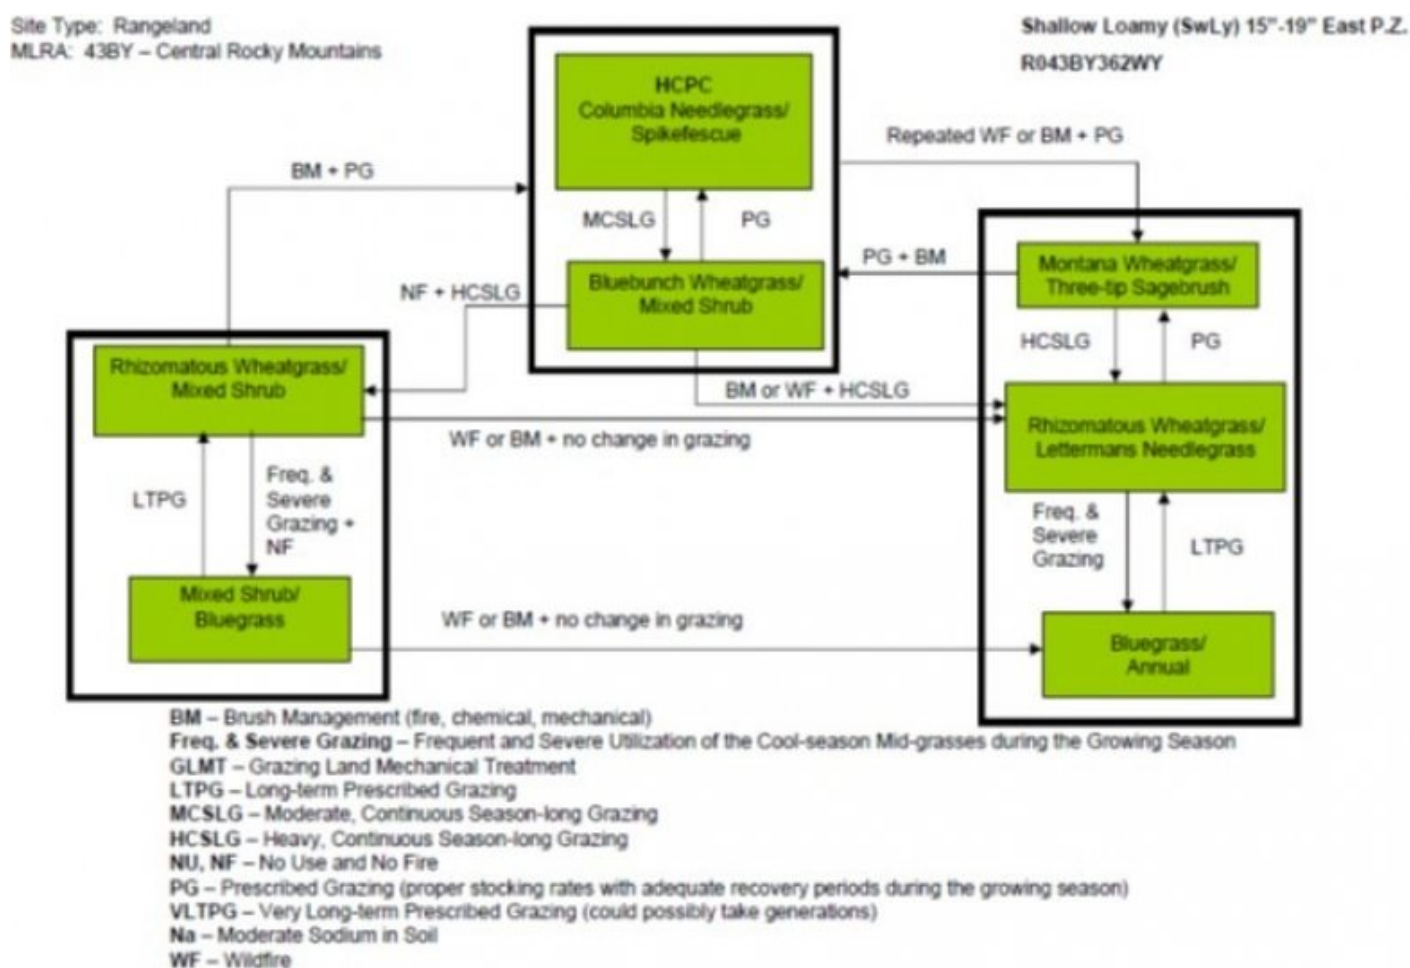 Site Type: Rangeland
MLRA: 43BY – Central Rocky Mountains
Shallow Loamy (SwLy) 15"-19" East P.Z.
R043BY362WY
HCPC
Columbia Needlegrass/
Spikefescue
Repeated WF or BM + PG
BM + PG
MCSLG
PG
PG + BM
Montana Wheatgrass/
Three-tip Sagebrush
Bluebunch Wheatgrass/
Mixed Shrub
NF + HCSLG
HCSLG
PG
Rhizomatous Wheatgrass/
Mixed Shrub
BM or WF + HCSLG
Rhizomatous Wheatgrass/
Lettermans Needlegrass
WF or BM + no change in grazing
LTPG
Freq. &
Severe
Grazing +
NF
Freq. &
Severe
Grazing
LTPG
Mixed Shrub/
Bluegrass
WF or BM + no change in grazing
Bluegrass/
Annual
BM – Brush Management (fire, chemical, mechanical)
Freq. & Severe Grazing – Frequent and Severe Utilization of the Cool-season Mid-grasses during the Growing Season
GLMT – Grazing Land Mechanical Treatment
LTPG – Long-term Prescribed Grazing
MCSLG – Moderate, Continuous Season-long Grazing
HCSLG – Heavy, Continuous Season-long Grazing
NU, NF – No Use and No Fire
PG – Prescribed Grazing (proper stocking rates with adequate recovery periods during the growing season)
VLTPG – Very Long-term Prescribed Grazing (could possibly take generations)
Na – Moderate Sodium in Soil
WF – Wildfire